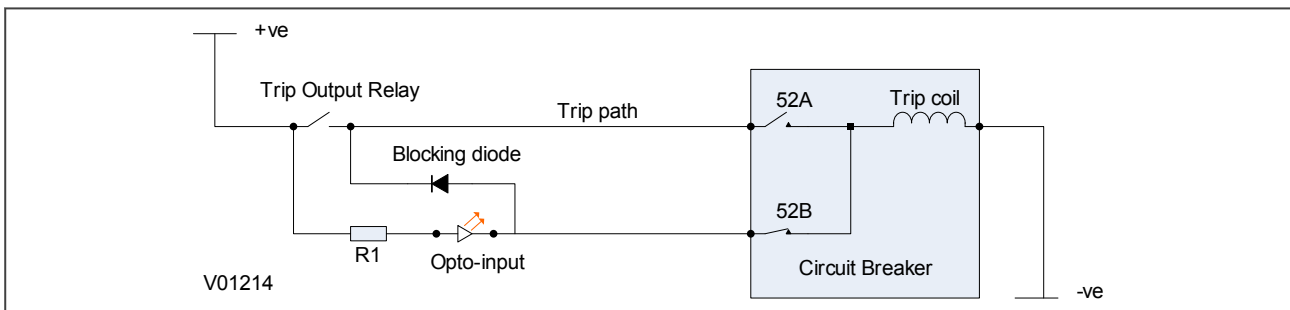 +ve
Trip Output Relay
Trip path
52A
Trip coil
Blocking diode
52B
R1
Opto-input
Circuit Breaker
V01214
-ve